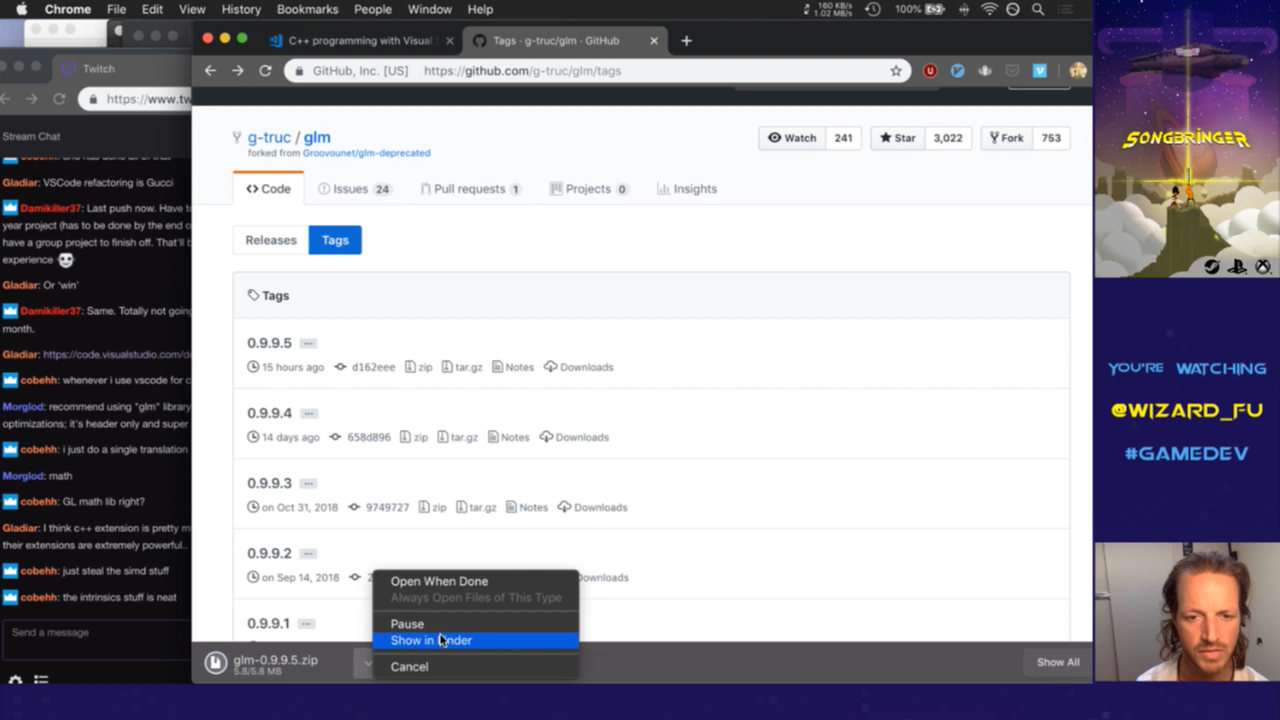 Chrome File Edit View History Bookmarks People Window Help
160 KB/s
1.02 MB/s
100%
Twitch
C++ programming with Visual
Tags · g-truc/glm · GitHub
https://www.tw
GitHub, Inc. [US] https://github.com/g-truc/glm/tags
Stream Chat
Gladiar: VSCode refactoring is Gucci
Damikiller37: Last push now. Have t
year project (has to be done by the end o
have a group project to finish off. That'll b
experience
Gladiar: Or 'win'
Damikiller37: Same. Totally not going
month.
Gladiar: https://code.visualstudio.com/d
cobehh: whenever i use vscode for c
Morglod: recommend using "glm" library
optimizations; it's header only and super
cobehh: i just do a single translation
Morglod: math
cobehh: GL math lib right?
Gladiar: I think c++ extension is pretty m
their extensions are extremely powerful..
cobehh: just steal the simd stuff
cobehh: the intrinsics stuff is neat
Send a message
g-truc / glm
forked from Groovounet/glm-deprecated
Watch 241 Star 3,022 Fork 753
Code Issues 24 Pull requests 1 Projects 0 Insights
Releases Tags
Tags
0.9.9.5
15 hours ago d162eee zip tar.gz Notes Downloads
0.9.9.4
14 days ago 658d896 zip tar.gz Notes Downloads
0.9.9.3
on Oct 31, 2018 9749727 zip tar.gz Notes Downloads
0.9.9.2
on Sep 14, 2018 2 ownloads
0.9.9.1
Open When Done
Always Open Files of This Type
Pause
Show in Finder
Cancel
glm-0.9.9.5.zip
5.8/5.8 MB
Show All
SONGBRINGER
YOU'RE WATCHING
@WIZARD_FU
#GAMEDEV